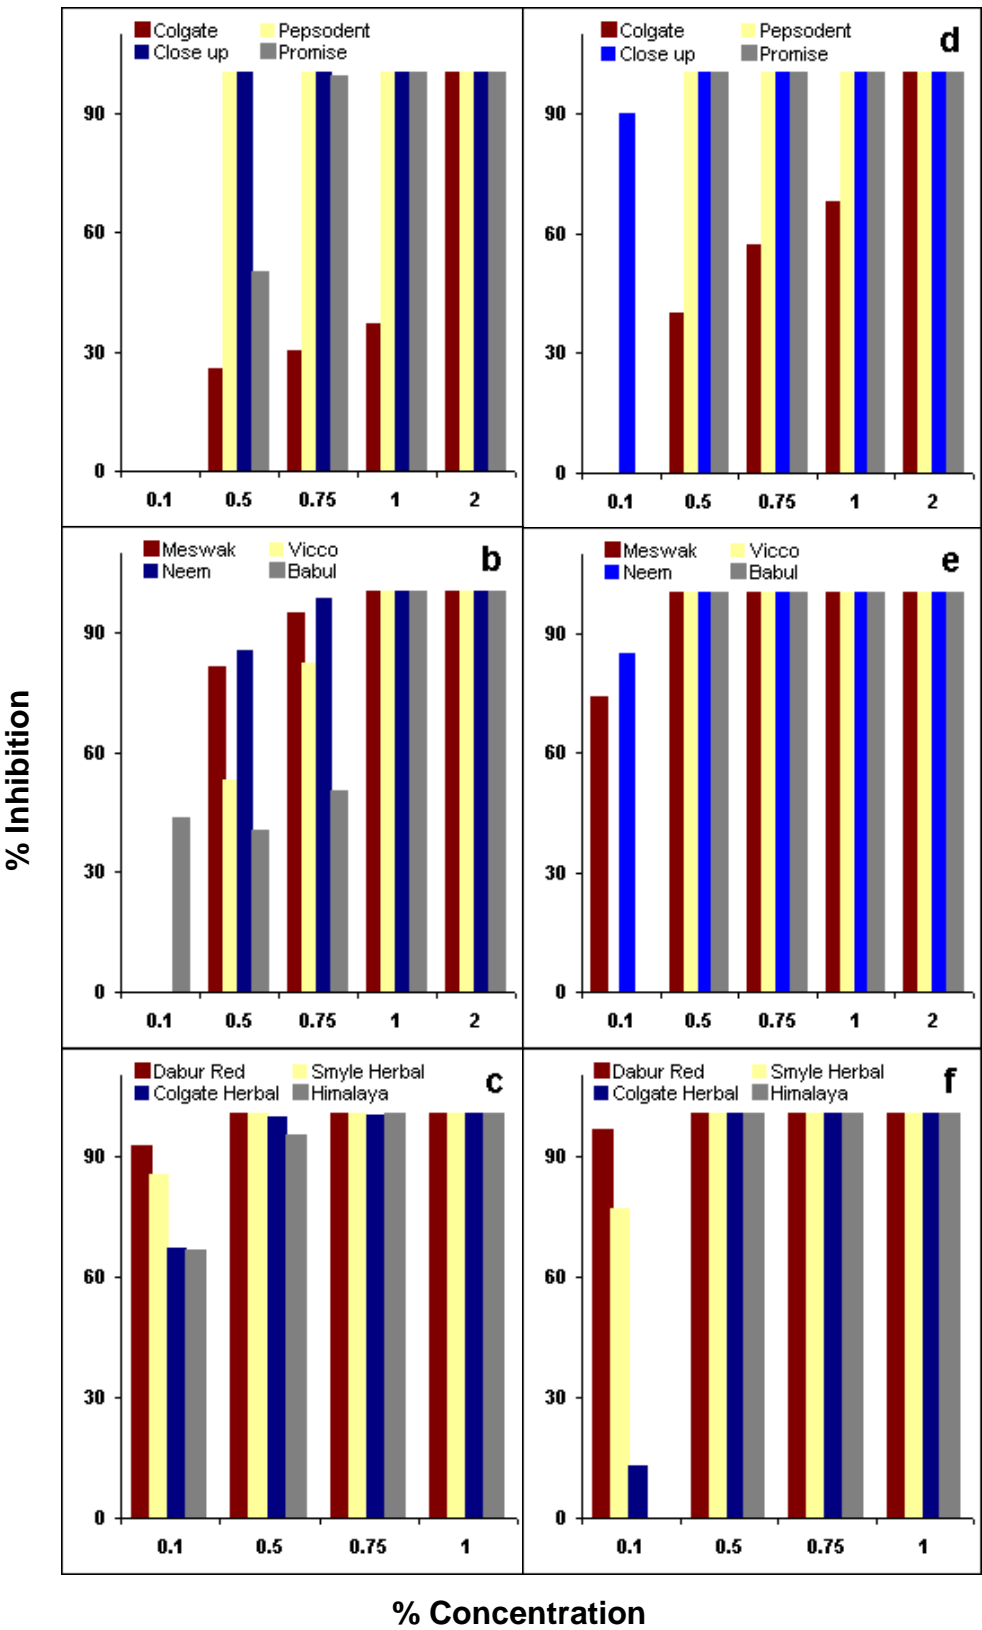 Colgate Pepsodent
Close up Promise
90
60
30
0
0.1 0.5 0.75 1 2
Colgate Pepsodent d
Close up Promise
90
60
30
0
0.1 0.5 0.75 1 2
Meswak Vicco b
Neem Babul
90
60
30
0
0.1 0.5 0.75 1 2
Meswak Vicco e
Neem Babul
90
60
30
0
0.1 0.5 0.75 1 2
Dabur Red Smyle Herbal c
Colgate Herbal Himalaya
90
60
30
0
0.1 0.5 0.75 1
Dabur Red Smyle Herbal f
Colgate Herbal Himalaya
90
60
30
0
0.1 0.5 0.75 1
% Inhibition
% Concentration